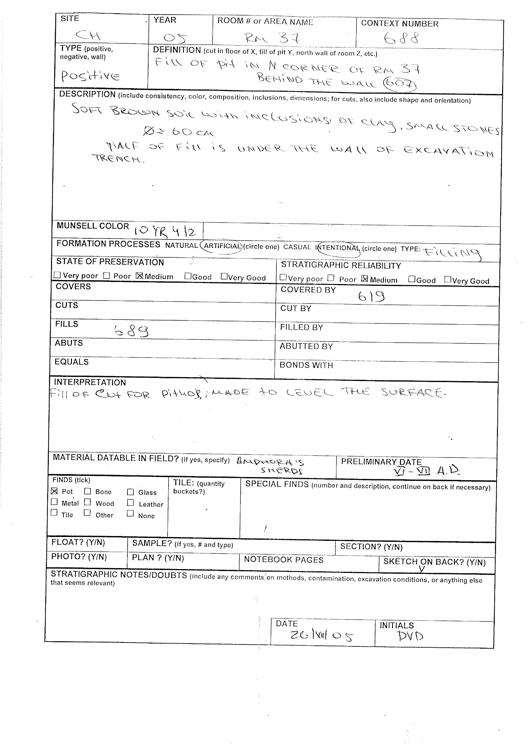 SITE YEAR ROOM # or AREA NAME CONTEXT NUMBER
CH 05 RM 37 688
TYPE (positive, negative, wall) DEFINITION (cut in floor of X, fill of pit Y, north wall of room Z, etc.)
Positive Fill of pit in N corner of RM 37
BEHIND THE WALL (607)
DESCRIPTION (include consistency, color, composition, inclusions, dimensions; for cuts, also include shape and orientation)
SOFT BROWN SOIL WITH INCLUSIONS OF CLAY, SMALL STONES
Ø ≈ 60 cm
HALF OF FILL IS UNDER THE WALL OF EXCAVATION
TRENCH.
MUNSELL COLOR 10 YR 4/2
FORMATION PROCESSES NATURAL ARTIFICIAL (circle one) CASUAL INTENTIONAL (circle one) TYPE: FILLING
STATE OF PRESERVATION STRATIGRAPHIC RELIABILITY
☐ Very poor ☐ Poor ☒ Medium ☐ Good ☐ Very Good ☐ Very poor ☐ Poor ☒ Medium ☐ Good ☐ Very Good
COVERS COVERED BY 619
CUTS CUT BY
FILLS 689 FILLED BY
ABUTS ABUTTED BY
EQUALS BONDS WITH
INTERPRETATION
Fill of Cut FOR Pithos; MADE TO LEVEL THE SURFACE.
MATERIAL DATABLE IN FIELD? (if yes, specify) AMPHORA'S SHERDS PRELIMINARY DATE VI - VII A.D.
FINDS (tick) TILE: (quantity buckets?) SPECIAL FINDS (number and description, continue on back if necessary)
☒ Pot ☐ Bone ☐ Glass
☐ Metal ☐ Wood ☐ Leather
☐ Tile ☐ Other ☐ None
FLOAT? (Y/N) SAMPLE? (if yes, # and type) SECTION? (Y/N)
PHOTO? (Y/N) PLAN ? (Y/N) NOTEBOOK PAGES SKETCH ON BACK? (Y/N)
Y
STRATIGRAPHIC NOTES/DOUBTS (include any comments on methods, contamination, excavation conditions, or anything else
that seems relevant)
DATE INITIALS
26/VII/05 DVD